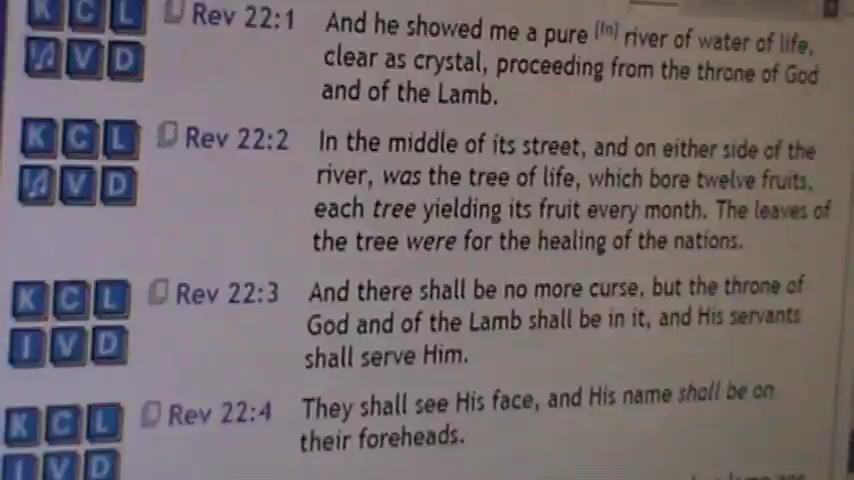 K C L Rev 22:1 And he showed me a pure [fn] river of water of life,
V D clear as crystal, proceeding from the throne of God
and of the Lamb.
K C L Rev 22:2 In the middle of its street, and on either side of the
V D river, was the tree of life, which bore twelve fruits,
each tree yielding its fruit every month. The leaves of
the tree were for the healing of the nations.
K C L Rev 22:3 And there shall be no more curse, but the throne of
I V D God and of the Lamb shall be in it, and His servants
shall serve Him.
K C L Rev 22:4 They shall see His face, and His name shall be on
I V D their foreheads.